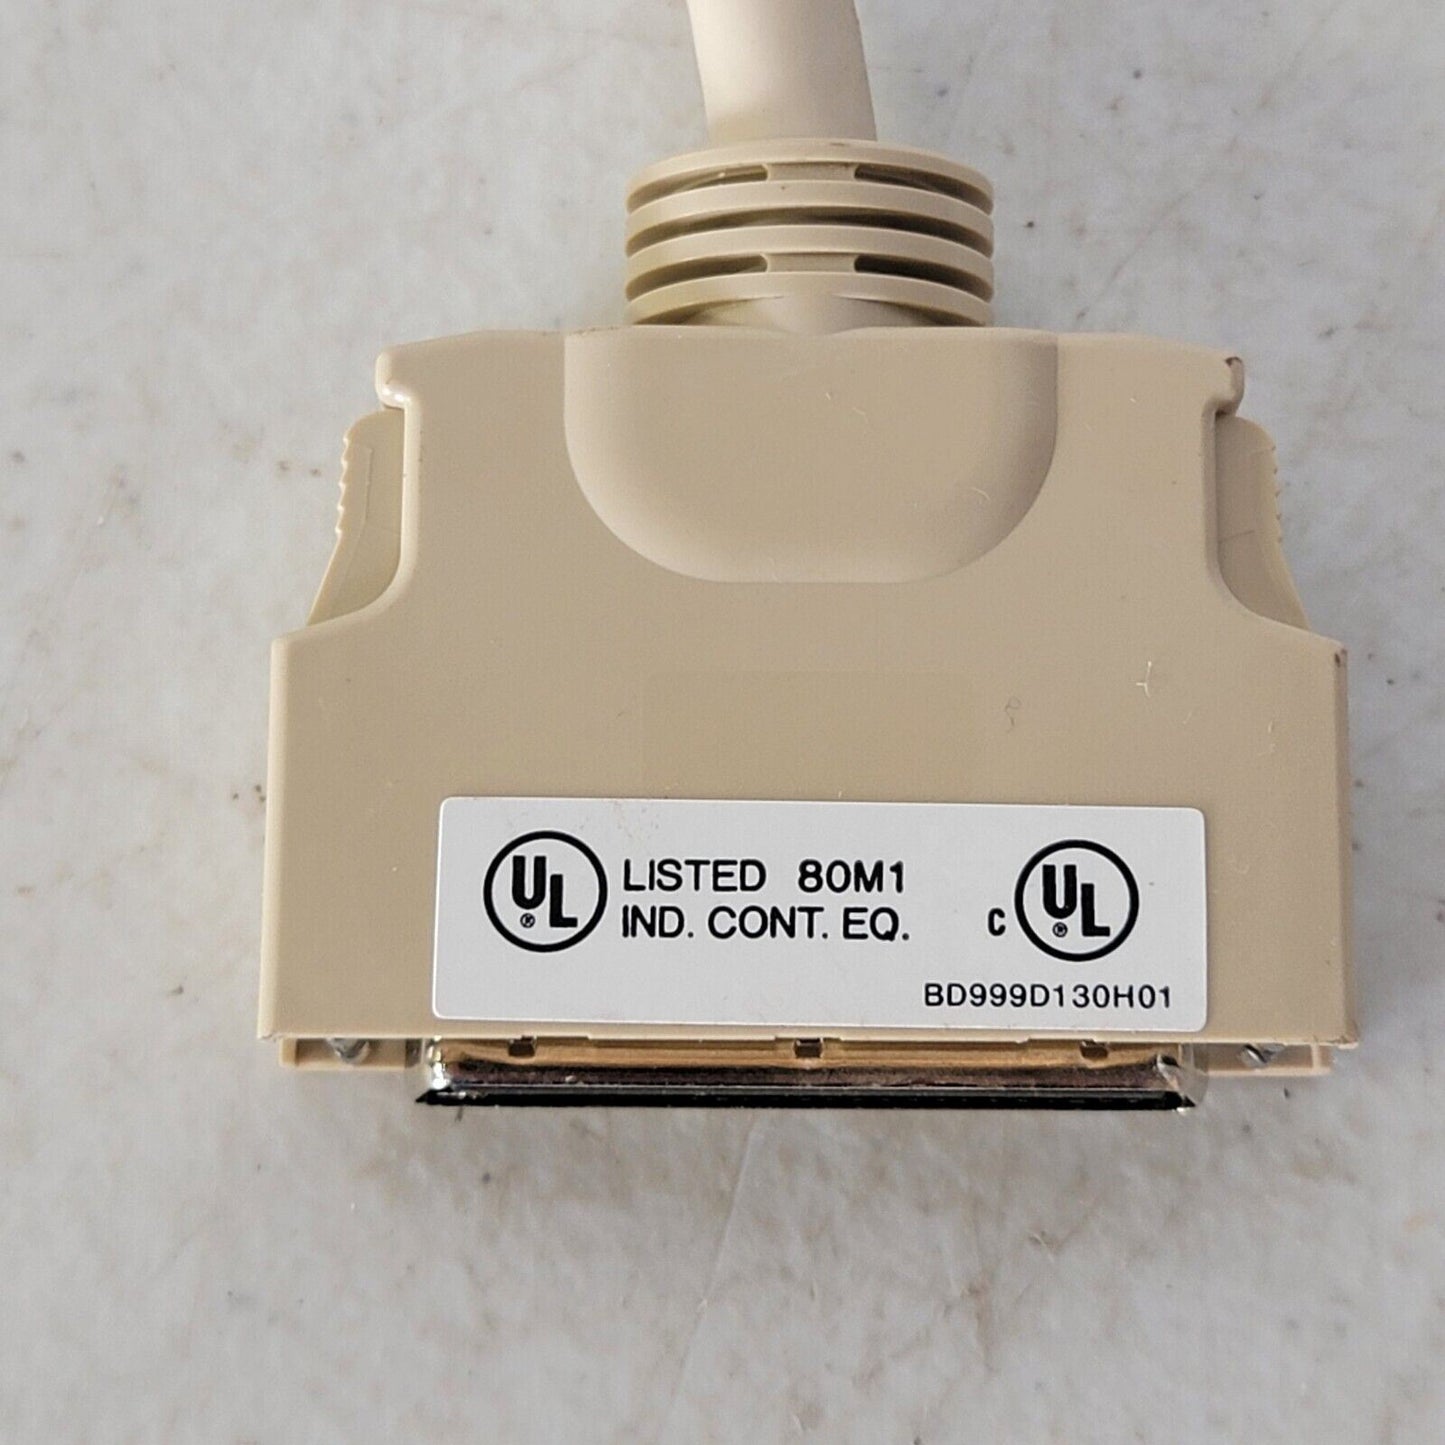 UL® LISTED 80M1
IND. CONT. EQ.
C UL®
BD999D130H01